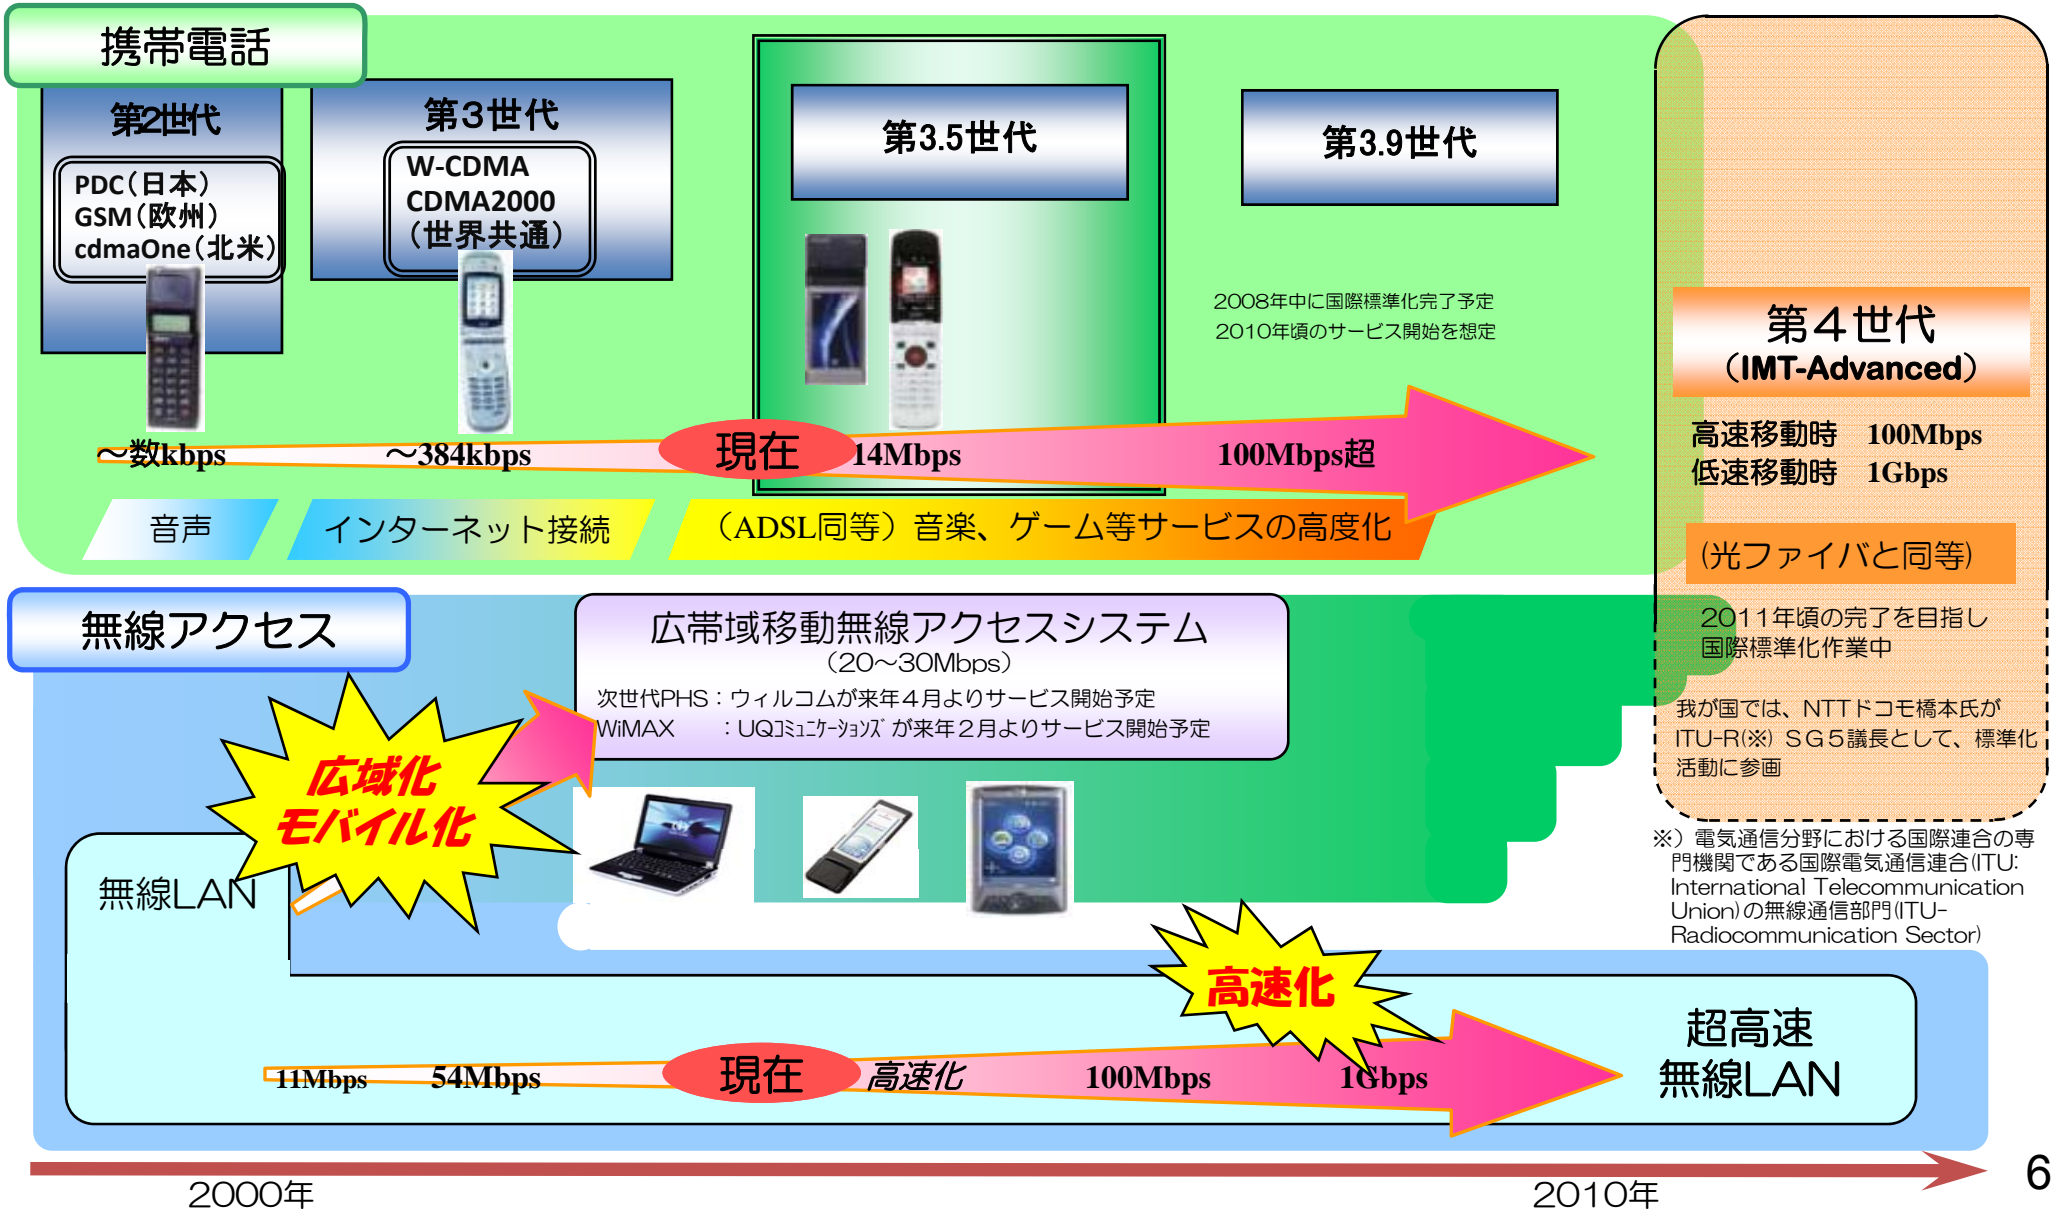 携帯電話
第2世代
PDC(日本)
GSM(欧州)
cdmaOne(北米)
第3世代
W-CDMA
CDMA2000
(世界共通)
第3.5世代
第3.9世代
2008年中に国際標準化完了予定
2010年頃のサービス開始を想定
～数kbps
～384kbps
現在
14Mbps
100Mbps超
音声
インターネット接続
（ADSL同等）音楽、ゲーム等サービスの高度化
第４世代
（IMT-Advanced）
高速移動時 100Mbps
低速移動時 1Gbps
(光ファイバと同等)
2011年頃の完了を目指し
国際標準化作業中
我が国では、NTTドコモ橋本氏が
ITU-R(※) ＳＧ５議長として、標準化
活動に参画
※）電気通信分野における国際連合の専
門機関である国際電気通信連合(ITU:
International Telecommunication
Union)の無線通信部門(ITU-
Radiocommunication Sector)
無線アクセス
広帯域移動無線アクセスシステム
（20～30Mbps）
次世代PHS：ウィルコムが来年４月よりサービス開始予定
WiMAX ：UQｺﾐｭﾆｹｰｼｮﾝｽﾞが来年２月よりサービス開始予定
広域化
モバイル化
無線LAN
高速化
11Mbps
54Mbps
現在
高速化
100Mbps
1Gbps
超高速
無線LAN
2000年
2010年
6